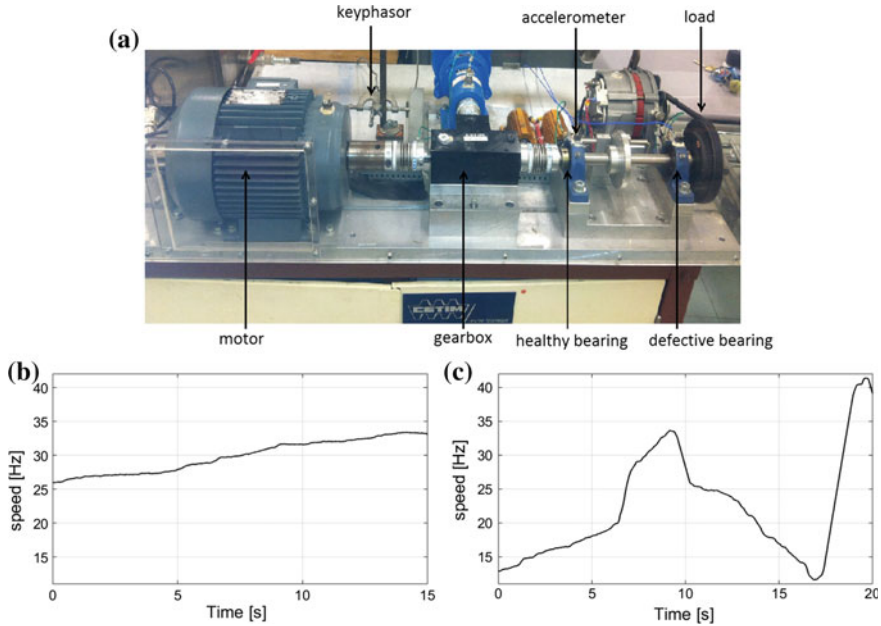 (a)
keyphasor
accelerometer
load
CETIM
motor
gearbox
healthy bearing
defective bearing
(b)
40
35
30
25
20
15
speed [Hz]
0
5
10
15
Time [s]
(c)
40
35
30
25
20
15
speed [Hz]
0
5
10
15
20
Time [s]